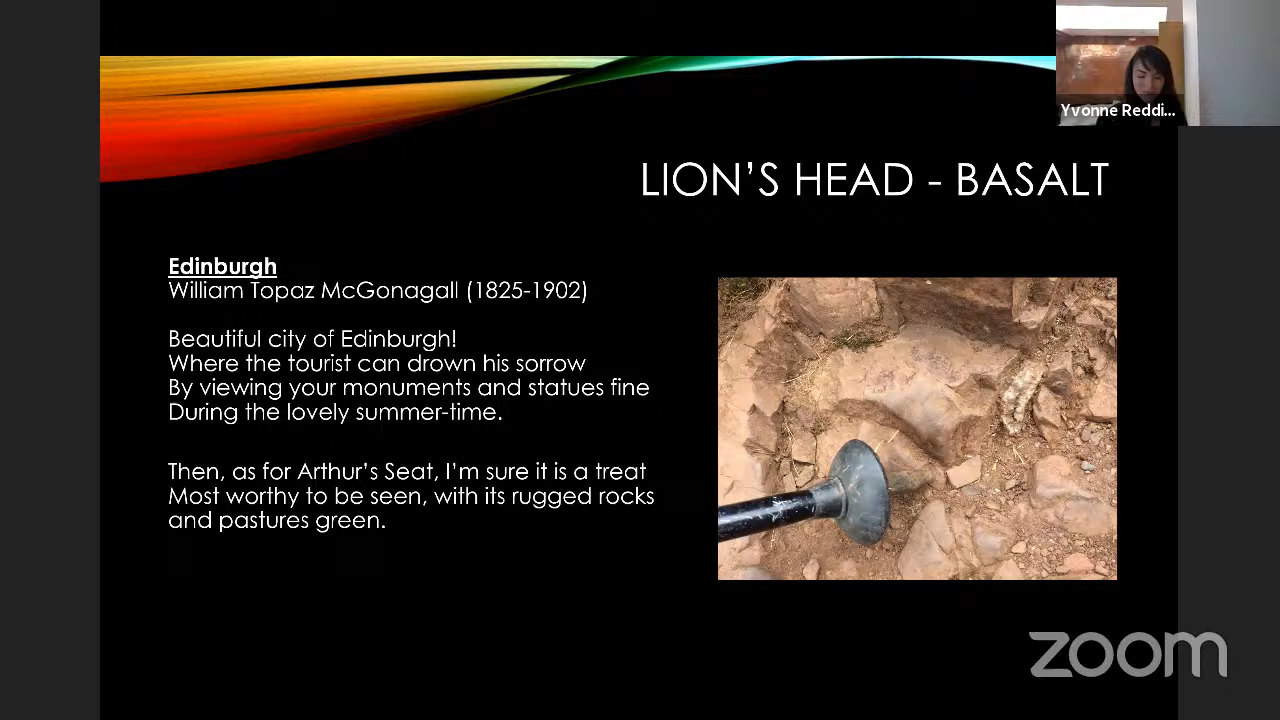 Yvonne Reddi...
LION'S HEAD - BASALT
Edinburgh
William Topaz McGonagall (1825-1902)
Beautiful city of Edinburgh!
Where the tourist can drown his sorrow
By viewing your monuments and statues fine
During the lovely summer-time.
Then, as for Arthur's Seat, I'm sure it is a treat
Most worthy to be seen, with its rugged rocks
and pastures green.
zoom